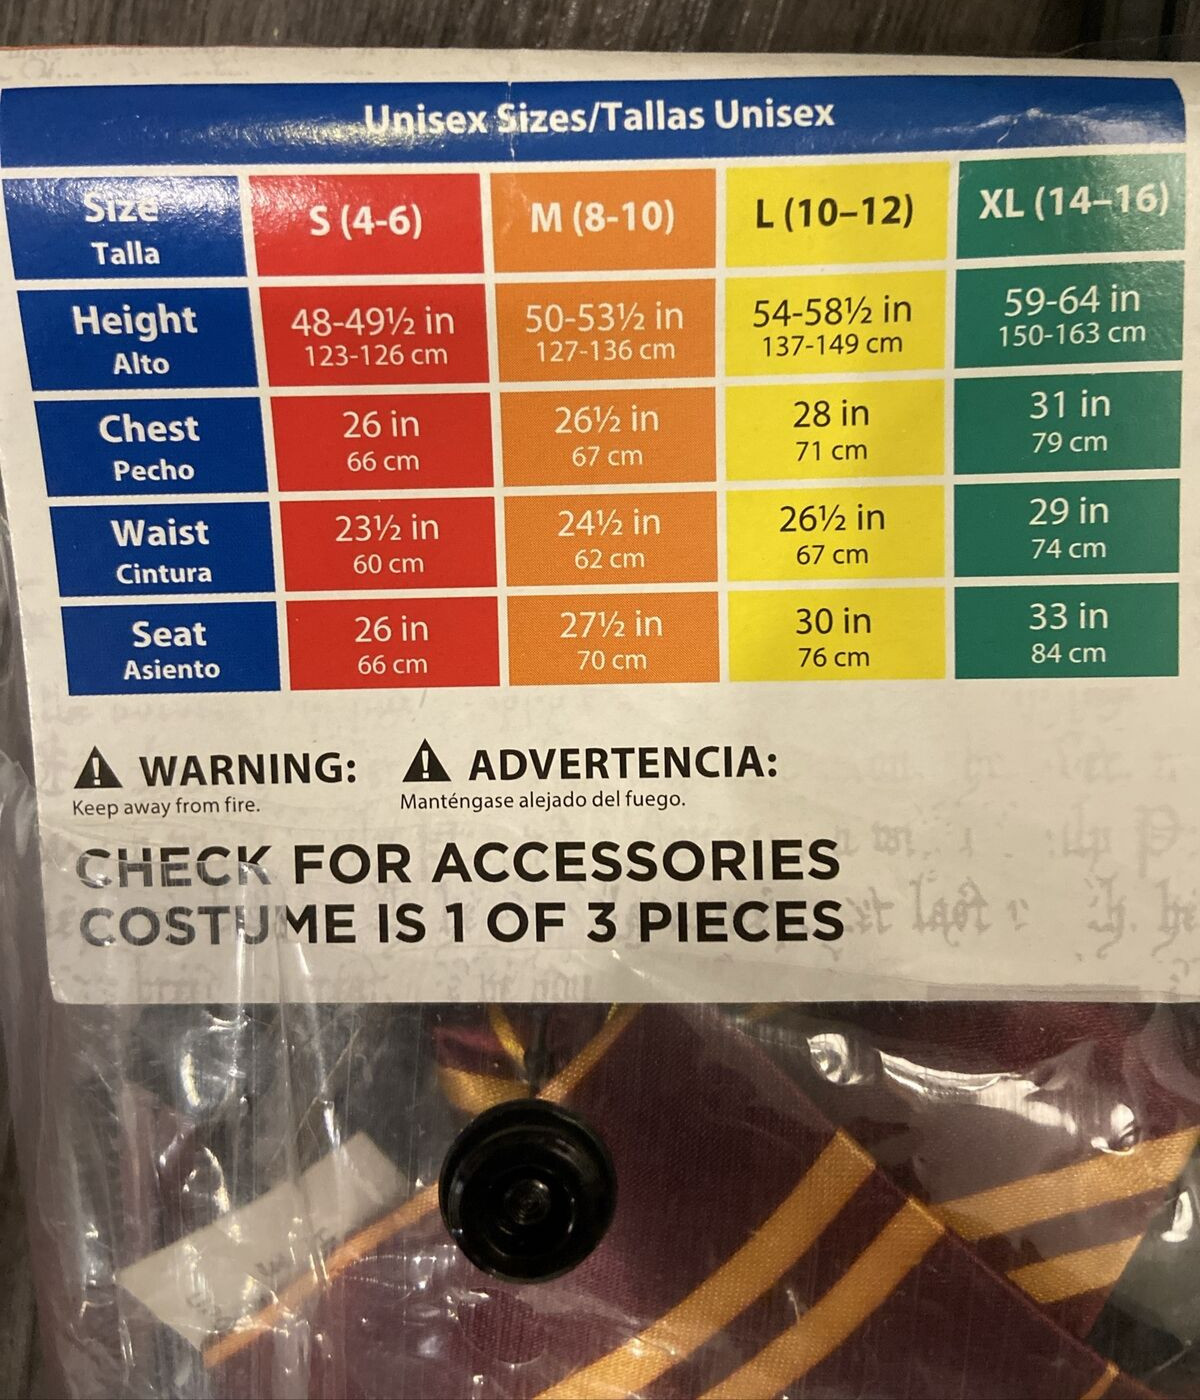 Unisex Sizes/Tallas Unisex
Size S (4-6) M (8-10) L (10–12) XL (14–16)
Talla
Height 48-49½ in 50-53½ in 54-58½ in 59-64 in
Alto 123-126 cm 127-136 cm 137-149 cm 150-163 cm
Chest 26 in 26½ in 28 in 31 in
Pecho 66 cm 67 cm 71 cm 79 cm
Waist 23½ in 24½ in 26½ in 29 in
Cintura 60 cm 62 cm 67 cm 74 cm
Seat 26 in 27½ in 30 in 33 in
Asiento 66 cm 70 cm 76 cm 84 cm
WARNING: ADVERTENCIA:
Keep away from fire. Manténgase alejado del fuego.
CHECK FOR ACCESSORIES
COSTUME IS 1 OF 3 PIECES